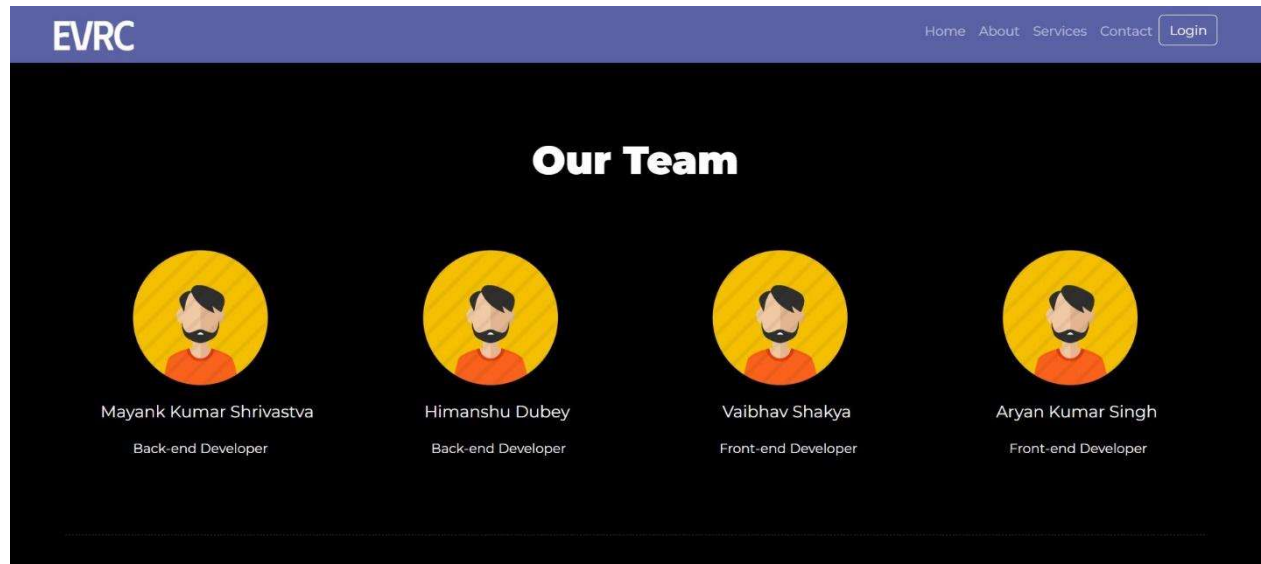 EVRC
Home About Services Contact Login
Our Team
Mayank Kumar Shrivastva
Back-end Developer
Himanshu Dubey
Back-end Developer
Vaibhav Shakya
Front-end Developer
Aryan Kumar Singh
Front-end Developer